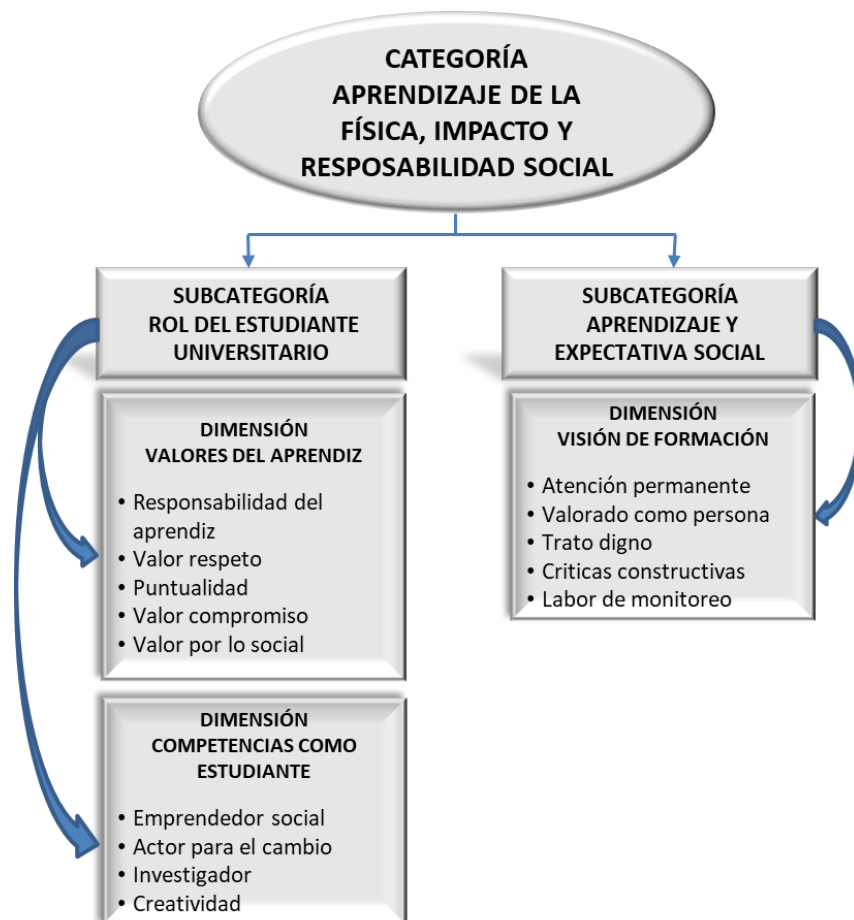 CATEGORÍA
APRENDIZAJE DE LA
FÍSICA, IMPACTO Y
RESPOSABILIDAD SOCIAL
SUBCATEGORÍA
ROL DEL ESTUDIANTE
UNIVERSITARIO
DIMENSIÓN
VALORES DEL APRENDIZ
• Responsabilidad del
aprendiz
• Valor respeto
• Puntualidad
• Valor compromiso
• Valor por lo social
DIMENSIÓN
COMPETENCIAS COMO
ESTUDIANTE
• Emprendedor social
• Actor para el cambio
• Investigador
• Creatividad
SUBCATEGORÍA
APRENDIZAJE Y
EXPECTATIVA SOCIAL
DIMENSIÓN
VISIÓN DE FORMACIÓN
• Atención permanente
• Valorado como persona
• Trato digno
• Criticas constructivas
• Labor de monitoreo